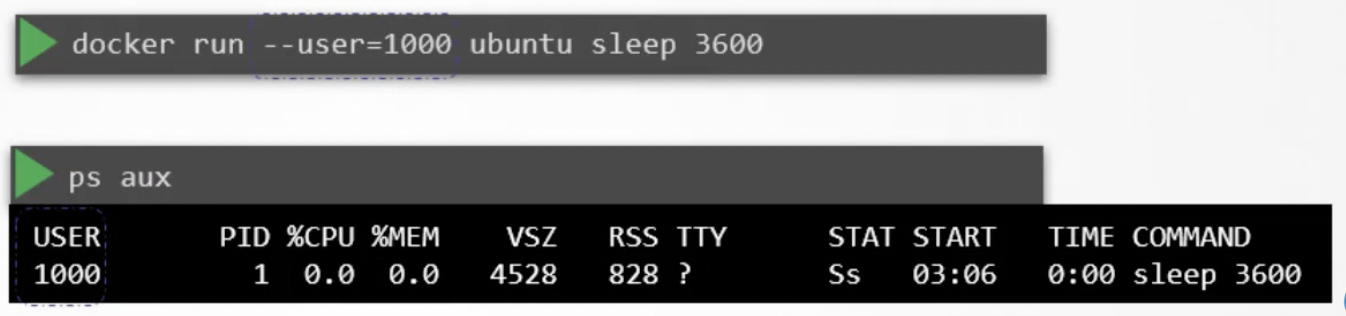 docker run --user=1000 ubuntu sleep 3600
ps aux
USER PID %CPU %MEM VSZ RSS TTY STAT START TIME COMMAND
1000 1 0.0 0.0 4528 828 ? Ss 03:06 0:00 sleep 3600